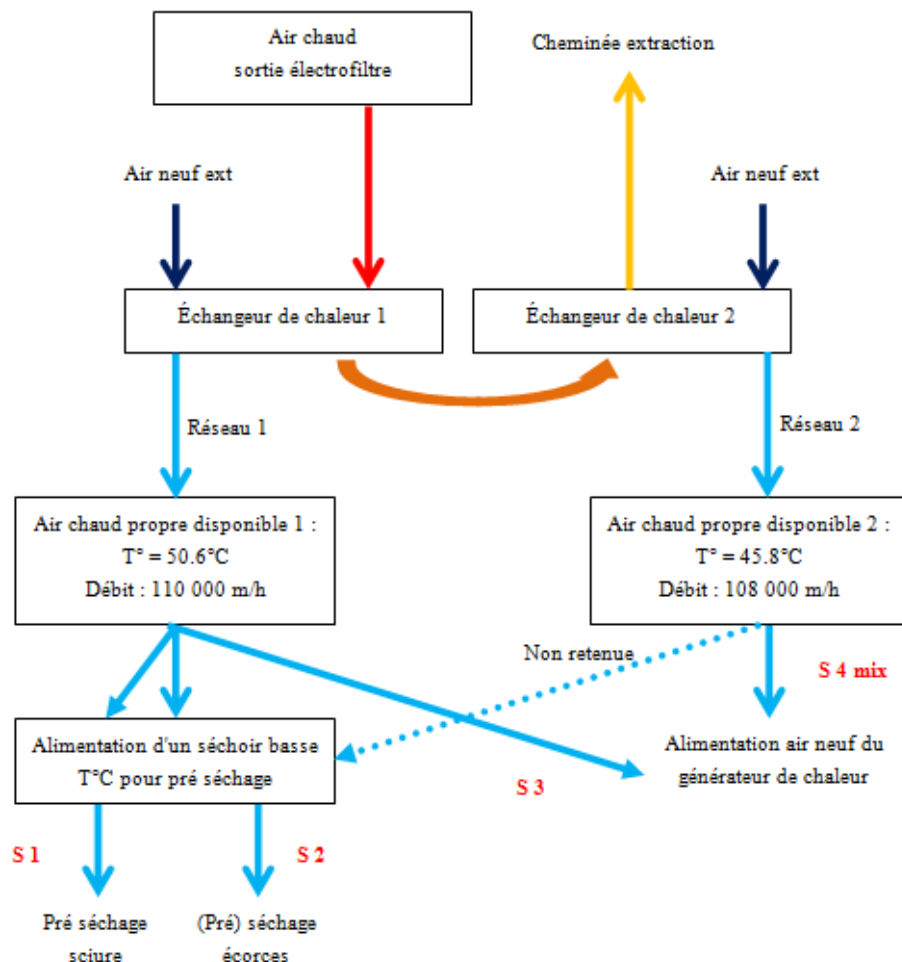 Air chaud
sortie électrofiltre
Cheminée extraction
Air neuf ext
Air neuf ext
Échangeur de chaleur 1
Échangeur de chaleur 2
Réseau 1
Réseau 2
Air chaud propre disponible 1 :
T° = 50.6°C
Débit : 110 000 m/h
Air chaud propre disponible 2 :
T° = 45.8°C
Débit : 108 000 m/h
Non retenue
S 4 mix
Alimentation d'un séchoir basse
T°C pour pré séchage
Alimentation air neuf du
générateur de chaleur
S 3
S 1
S 2
Pré séchage
sciure
(Pré) séchage
écorces